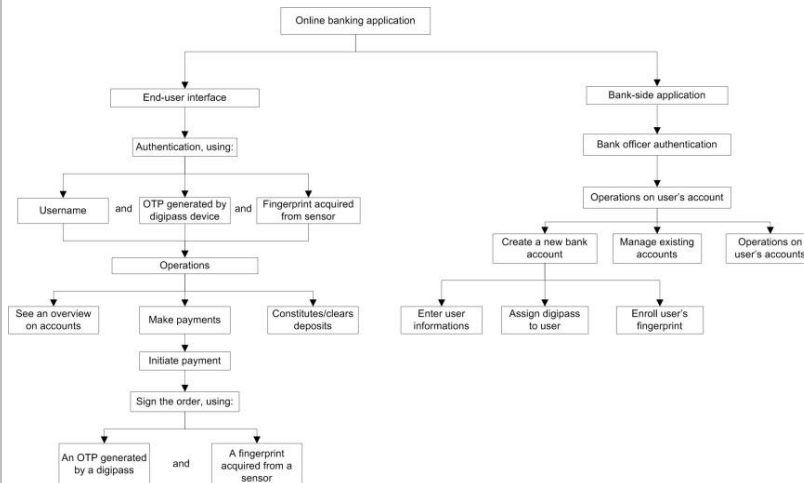 Online banking application
End-user interface
Bank-side application
Authentication, using:
Bank officer authentication
Username
and
OTP generated by
digipass device
and
Fingerprint acquired
from sensor
Operations on user's account
Operations
Create a new bank
account
Manage existing
accounts
Operations on
user's accounts
See an overview
on accounts
Make payments
Constitutes/clears
deposits
Enter user
informations
Assign digipass
to user
Enroll user's
fingerprint
Initiate payment
Sign the order, using:
An OTP generated
by a digipass
and
A fingerprint
acquired from a
sensor